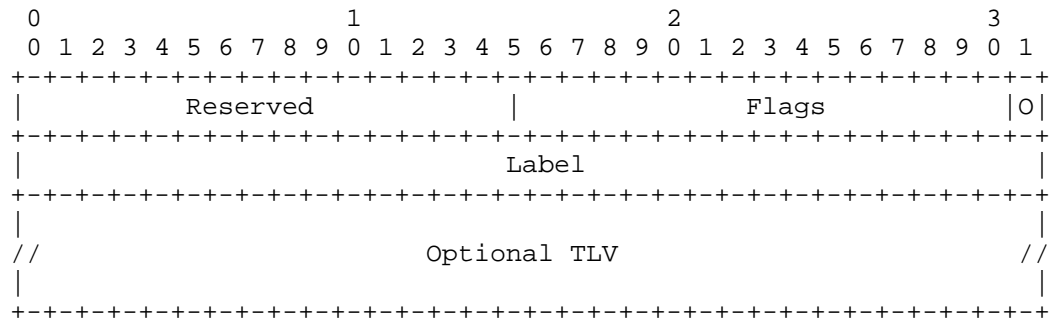 0                   1                   2                   3
 0 1 2 3 4 5 6 7 8 9 0 1 2 3 4 5 6 7 8 9 0 1 2 3 4 5 6 7 8 9 0 1
+-+-+-+-+-+-+-+-+-+-+-+-+-+-+-+-+-+-+-+-+-+-+-+-+-+-+-+-+-+-+-+-+
|          Reserved            |              Flags           |O|
+-+-+-+-+-+-+-+-+-+-+-+-+-+-+-+-+-+-+-+-+-+-+-+-+-+-+-+-+-+-+-+-+
|                              Label                            |
+-+-+-+-+-+-+-+-+-+-+-+-+-+-+-+-+-+-+-+-+-+-+-+-+-+-+-+-+-+-+-+-+
|                                                               |
//                        Optional TLV                         //
|                                                               |
+-+-+-+-+-+-+-+-+-+-+-+-+-+-+-+-+-+-+-+-+-+-+-+-+-+-+-+-+-+-+-+-+